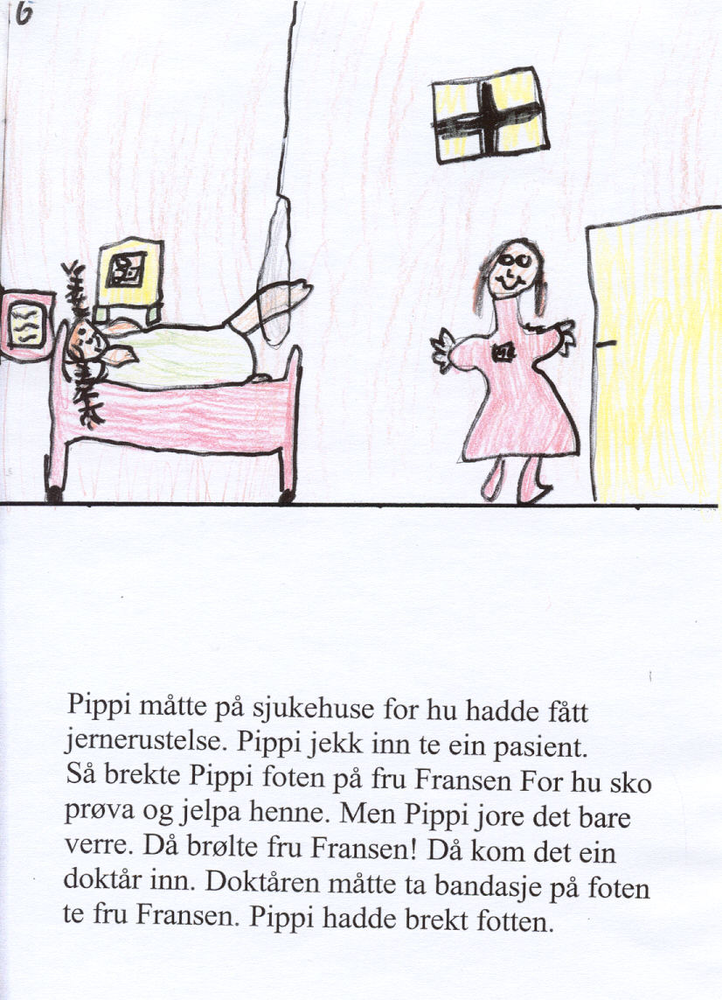 6
Pippi måtte på sjukehuse for hu hadde fått
jernerustelse. Pippi jekk inn te ein pasient.
Så brekte Pippi foten på fru Fransen For hu sko
prøva og jelpa henne. Men Pippi jore det bare
verre. Då brølte fru Fransen! Då kom det ein
doktår inn. Doktåren måtte ta bandasje på foten
te fru Fransen. Pippi hadde brekt fotten.